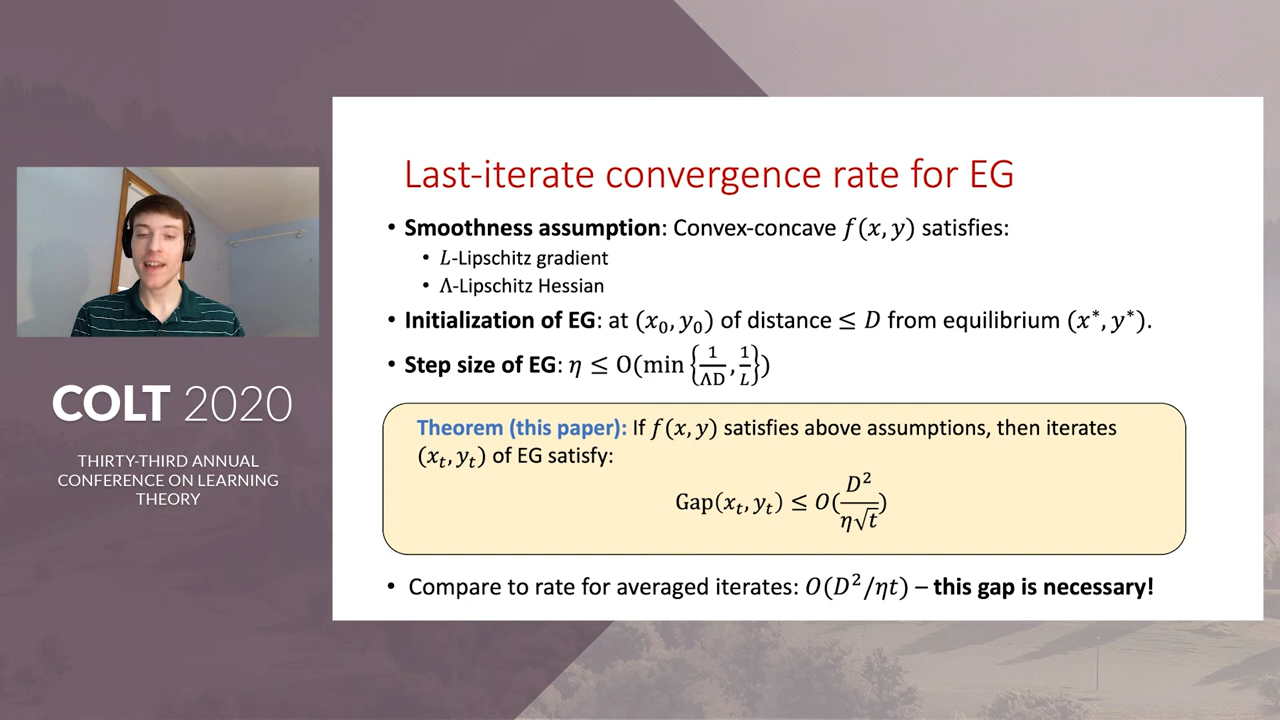 COLT 2020
THIRTY-THIRD ANNUAL
CONFERENCE ON LEARNING
THEORY
Last-iterate convergence rate for EG
• Smoothness assumption: Convex-concave f(x, y) satisfies:
• L-Lipschitz gradient
• Λ-Lipschitz Hessian
• Initialization of EG: at (x₀, y₀) of distance ≤ D from equilibrium (x*, y*).
• Step size of EG: η ≤ O(min {1/ΛD, 1/L})
Theorem (this paper): If f(x, y) satisfies above assumptions, then iterates
(xₜ, yₜ) of EG satisfy:
Gap(xₜ, yₜ) ≤ O(D²/η√t)
• Compare to rate for averaged iterates: O(D²/ηt) – this gap is necessary!